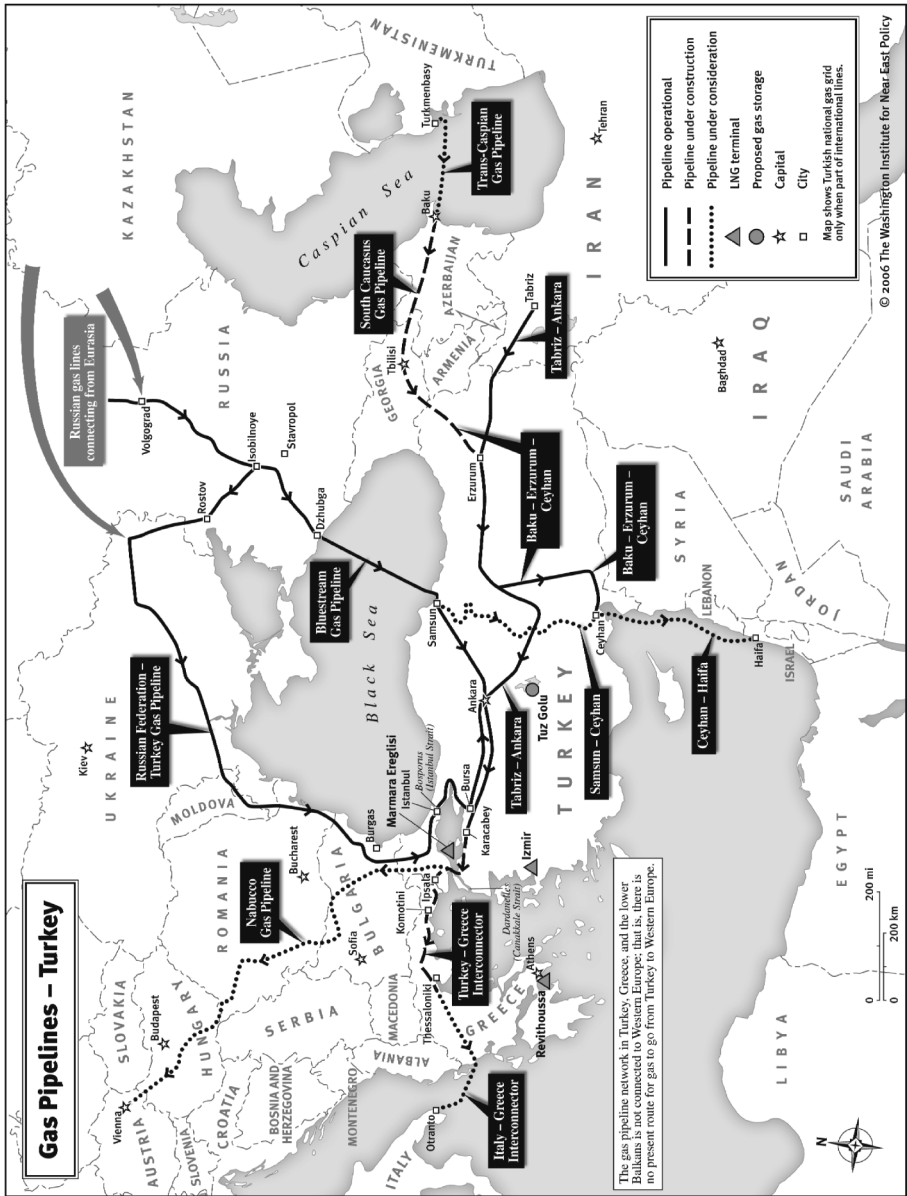 Gas Pipelines – Turkey
Russian gas lines
connecting from Eurasia
KAZAKHSTAN
RUSSIA
UKRAINE
TURKMENISTAN
Kiev
Volgograd
Rostov
Isobilnoye
Stavropol
Dzhubga
Russian Federation –
Turkey Gas Pipeline
Bluestream
Gas Pipeline
Black Sea
Caspian Sea
Turkmenbasy
Trans-Caspian
Gas Pipeline
Baku
South Caucasus
Gas Pipeline
Tbilisi
GEORGIA
AZERBAIJAN
ARMENIA
SLOVAKIA
AUSTRIA
Vienna
Budapest
HUNGARY
SLOVENIA
CROATIA
BOSNIA AND
HERZEGOVINA
SERBIA
ROMANIA
Bucharest
MOLDOVA
Nabucco
Gas Pipeline
Sofia
BULGARIA
Burgas
MONTENEGRO
MACEDONIA
ALBANIA
ITALY
Otranto
Thessaloniki
Komotini
Ipsala
GREECE
Athens
Revithoussa
Turkey – Greece
Interconnector
Italy – Greece
Interconnector
Marmara Ereglisi
Istanbul
Bosporus
(Istanbul Strait)
Dardanelles
(Canakkale Strait)
Bursa
Karacabey
Izmir
Ankara
Samsun
Erzurum
Tabriz
Tabriz – Ankara
Tabriz – Ankara
Tuz Golu
TURKEY
Baku – Erzurum –
Ceyhan
Baku – Erzurum –
Ceyhan
Samsun – Ceyhan
Ceyhan
Ceyhan – Haifa
Haifa
ISRAEL
LEBANON
SYRIA
JORDAN
SAUDI
ARABIA
IRAQ
Baghdad
IRAN
Tehran
EGYPT
LIBYA
The gas pipeline network in Turkey, Greece, and the lower
Balkans is not connected to Western Europe; that is, there is
no present route for gas to go from Turkey to Western Europe.
N
0 200 mi
0 200 km
Pipeline operational
Pipeline under construction
Pipeline under consideration
LNG terminal
Proposed gas storage
Capital
City
Map shows Turkish national gas grid
only when part of international lines.
© 2006 The Washington Institute for Near East Policy